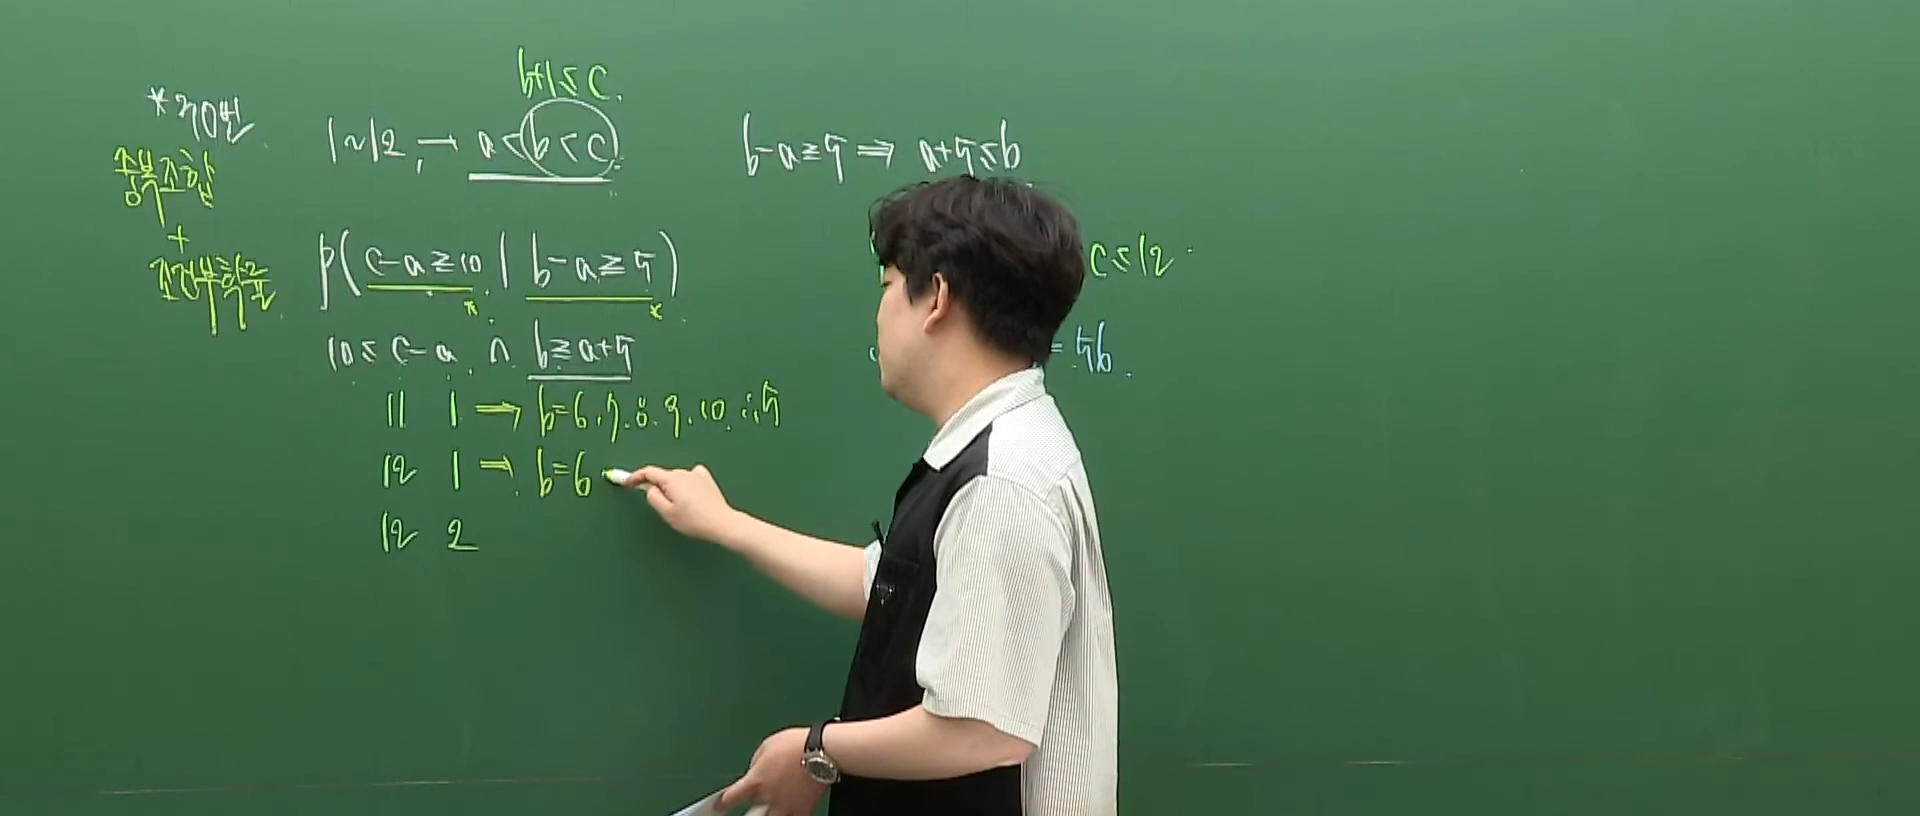 * 30번
중복조합
+
조건부확률
b+1≤c.
1~12, → a<b<c
b-a≥5 ⇒ a+5≤b
P(c-a≥10 | b-a≥5)
c≤12
10≤c-a ∩ b≥a+5
=56.
11 1 → b=6.7.8.9.10 ∴5
12 1 → b=6
12 2